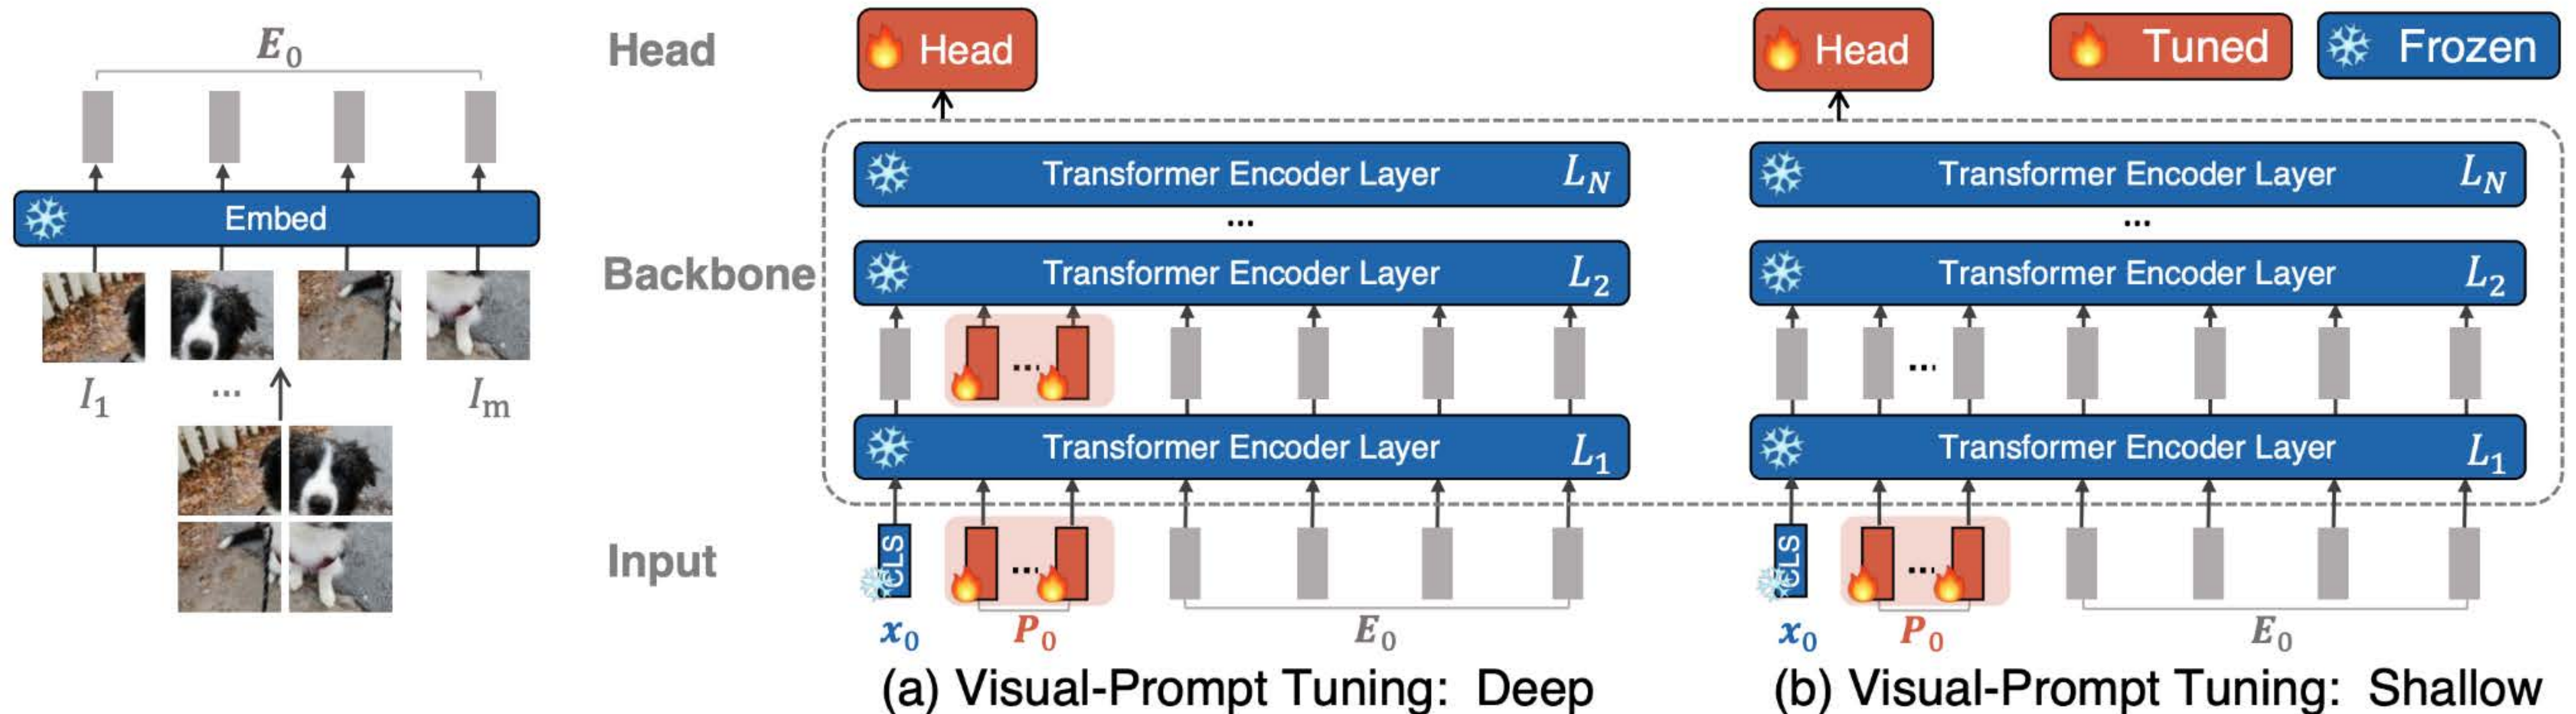 E₀
Embed
I₁ ... Iₘ
Head
Backbone
Input
Head
Transformer Encoder Layer L_N
...
Transformer Encoder Layer L₂
...
Transformer Encoder Layer L₁
CLS ...
x₀ P₀ E₀
(a) Visual-Prompt Tuning: Deep
Head
Tuned
Frozen
Transformer Encoder Layer L_N
...
Transformer Encoder Layer L₂
...
Transformer Encoder Layer L₁
CLS ...
x₀ P₀ E₀
(b) Visual-Prompt Tuning: Shallow